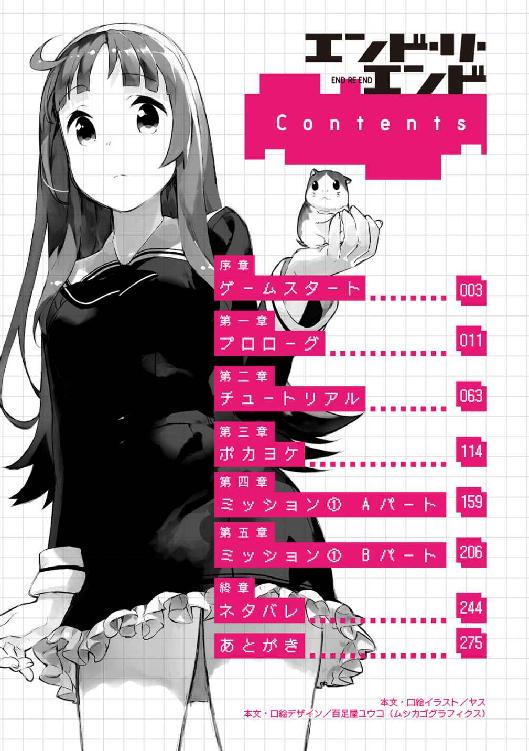 エンド・リ・
END RE END
エンド
Contents
序章
ゲームスタート 003
第一章
プロローグ 011
第二章
チュートリアル 063
第三章
ポカヨケ 114
第四章
ミッション① Aパート 159
第五章
ミッション① Bパート 206
終章
ネタバレ 244
あとがき 275
本文・口絵イラスト／ヤス
本文・口絵デザイン／百足屋ユウコ（ムシカゴグラフィクス）